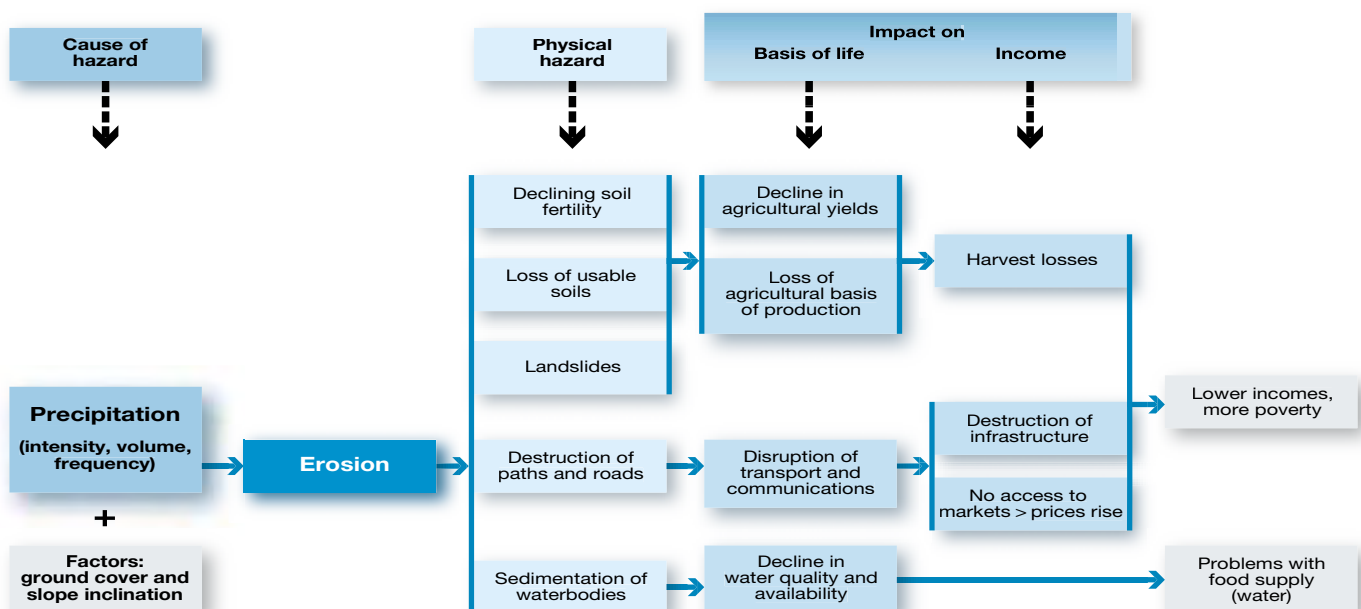 Cause of
hazard
Physical
hazard
Impact on
Basis of life
Income
Declining soil
fertility
Loss of usable
soils
Landslides
Decline in
agricultural yields
Loss of
agricultural basis
of production
Harvest losses
Precipitation
(intensity, volume,
frequency)
+
Factors:
ground cover and
slope inclination
Erosion
Destruction of
paths and roads
Disruption of
transport and
communications
Destruction of
infrastructure
No access to
markets > prices rise
Lower incomes,
more poverty
Sedimentation of
waterbodies
Decline in
water quality and
availability
Problems with
food supply
(water)